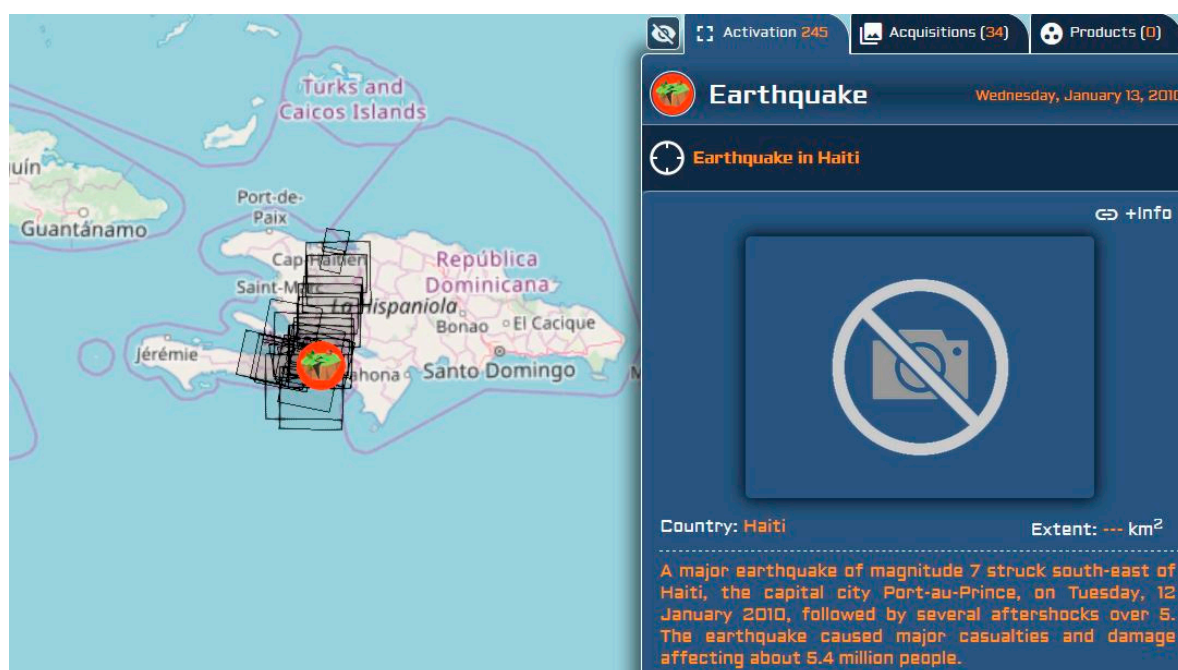 Turks and
Caicos Islands
uín
Guantánamo
Port-de-
Paix
Cap-Haïtien
Saint-Marc
La Hispaniola
República
Dominicana
Bonao
El Cacique
Jérémie
ahona
Santo Domingo
M
Activation 245
Acquisitions (34)
Products (0)
Earthquake
Wednesday, January 13, 2010
Earthquake in Haiti
+Info
Country: Haiti
Extent: --- km²
A major earthquake of magnitude 7 struck south-east of
Haiti, the capital city Port-au-Prince, on Tuesday, 12
January 2010, followed by several aftershocks over 5.
The earthquake caused major casualties and damage
affecting about 5.4 million people.